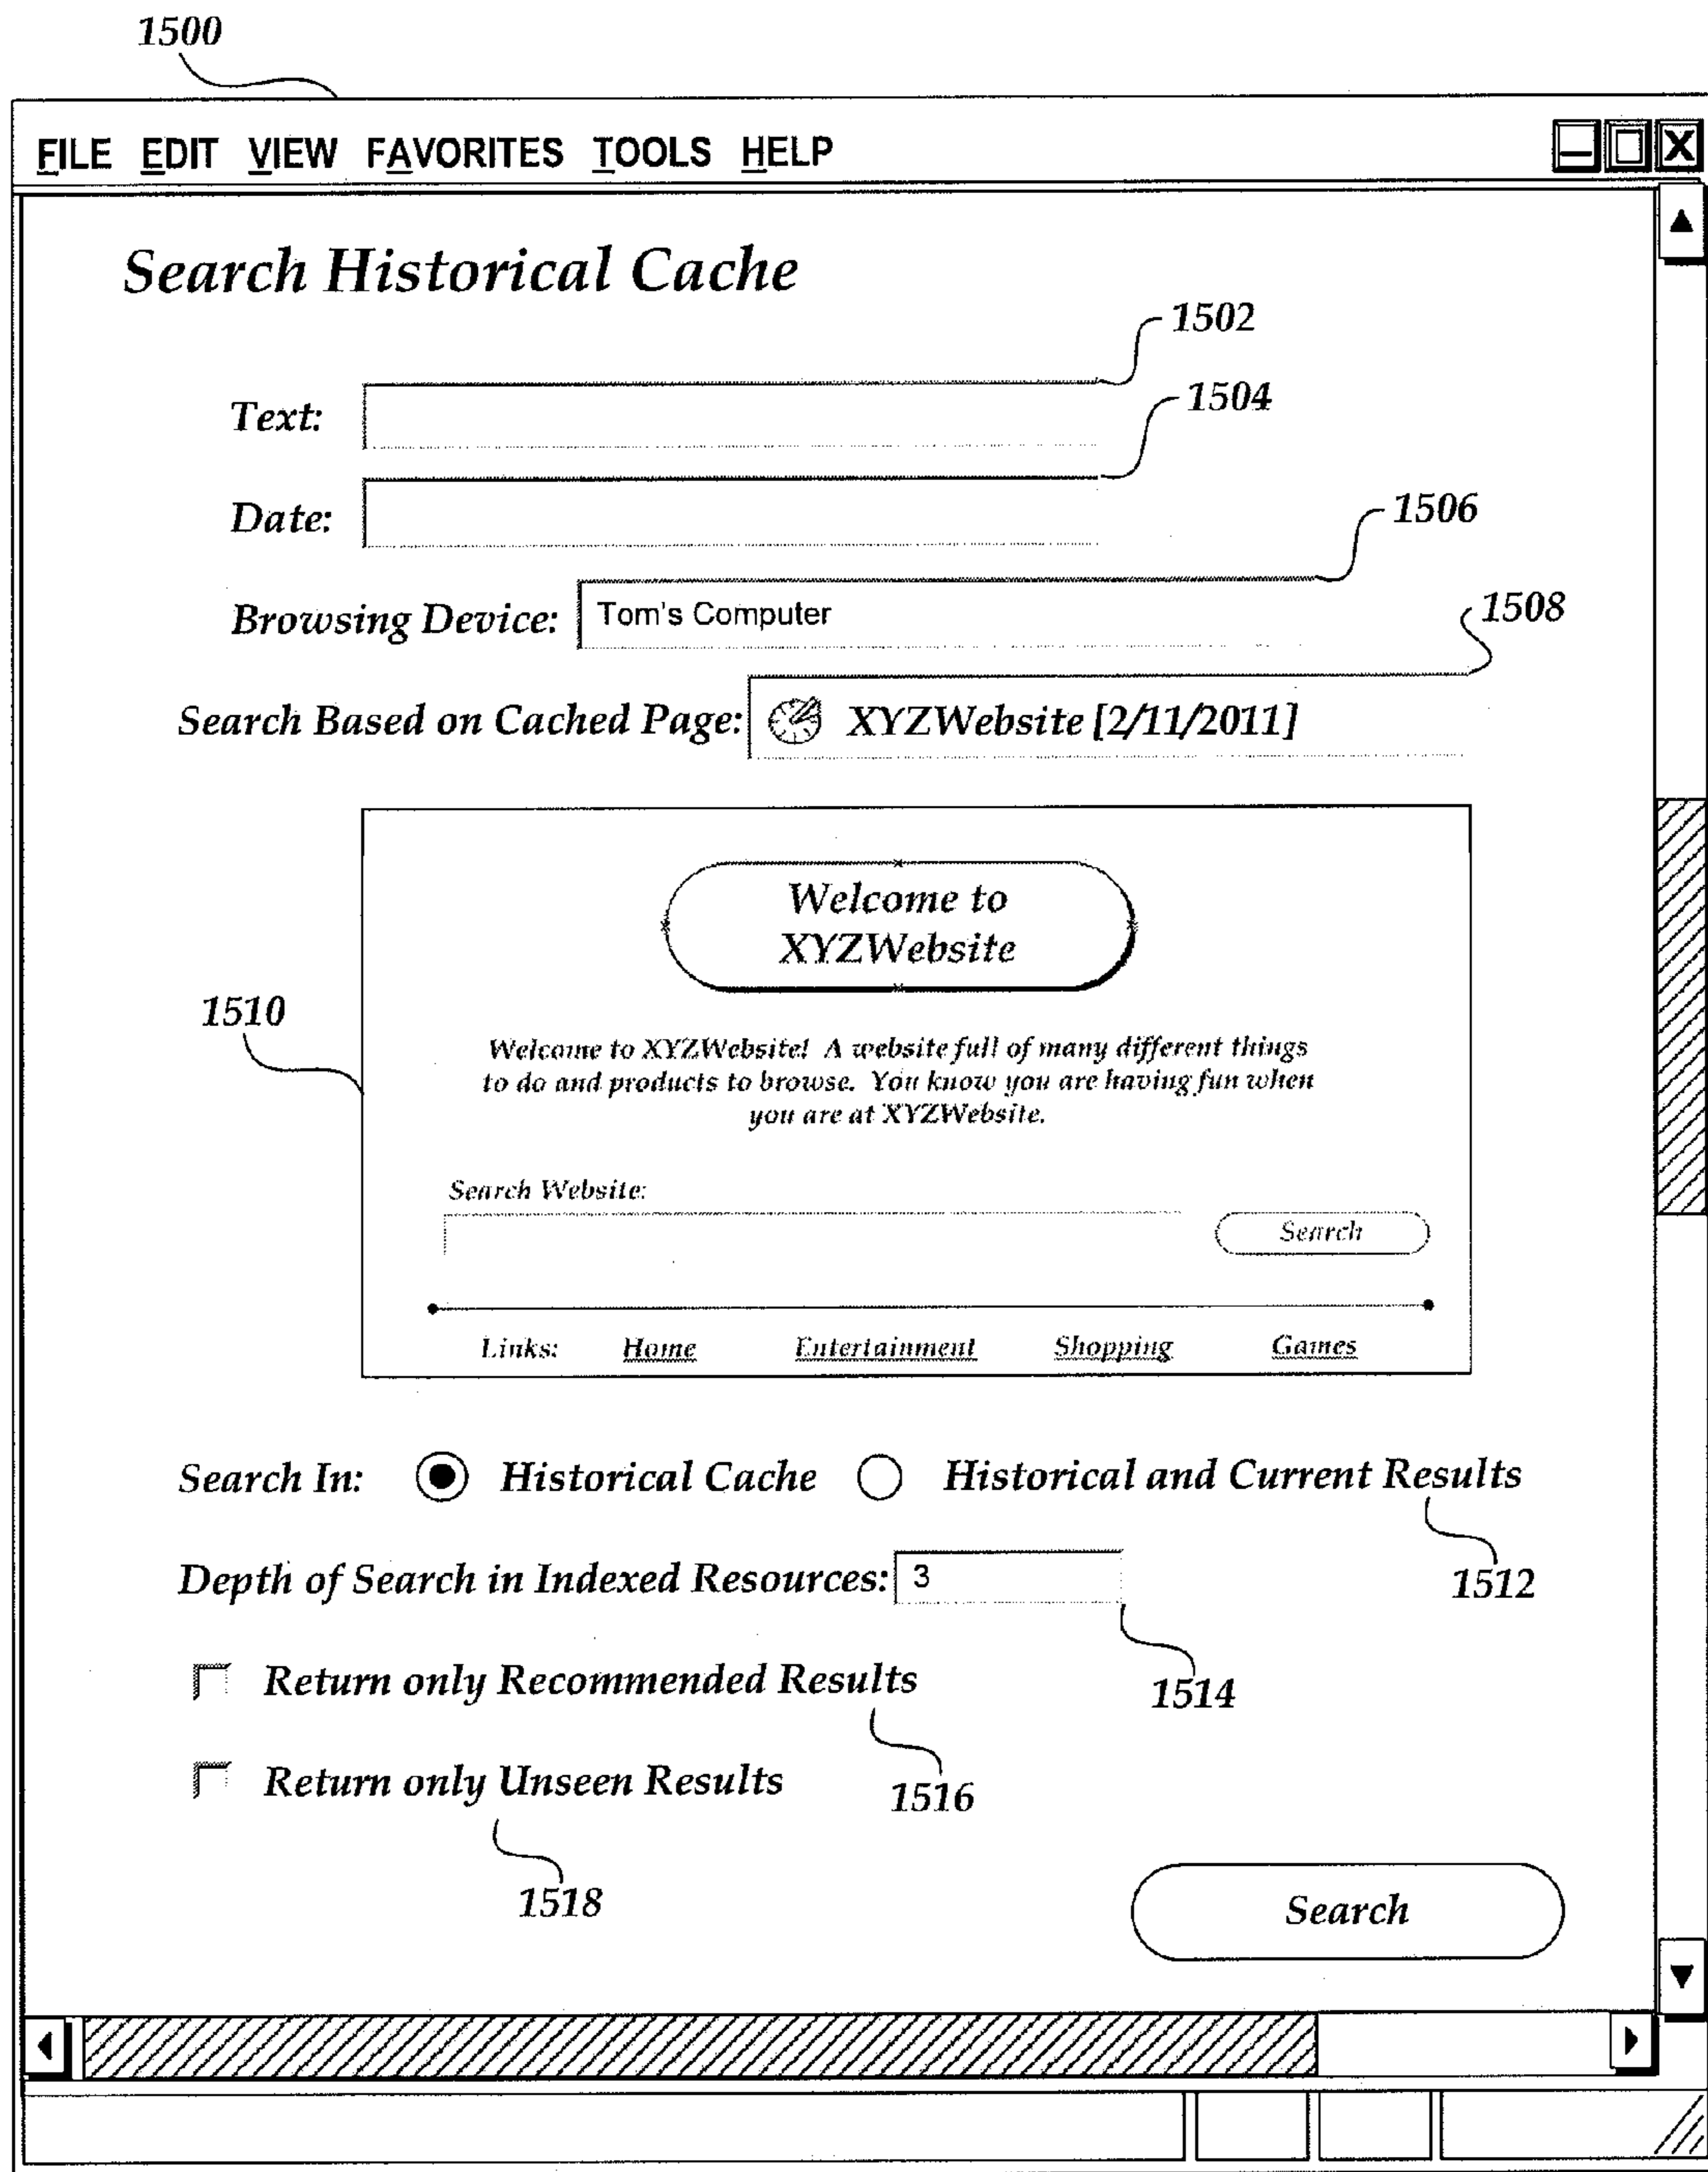 1500
FILE EDIT VIEW FAVORITES TOOLS HELP
Search Historical Cache
1502
Text:
1504
Date:
1506
Browsing Device: Tom's Computer
1508
Search Based on Cached Page: XYZWebsite [2/11/2011]
Welcome to
XYZWebsite
1510
Welcome to XYZWebsite! A website full of many different things
to do and products to browse. You know you are having fun when
you are at XYZWebsite.
Search Website:
Search
Links: Home Entertainment Shopping Games
Search In: Historical Cache Historical and Current Results
1512
Depth of Search in Indexed Resources: 3
1514
Return only Recommended Results
1516
Return only Unseen Results
1518
Search